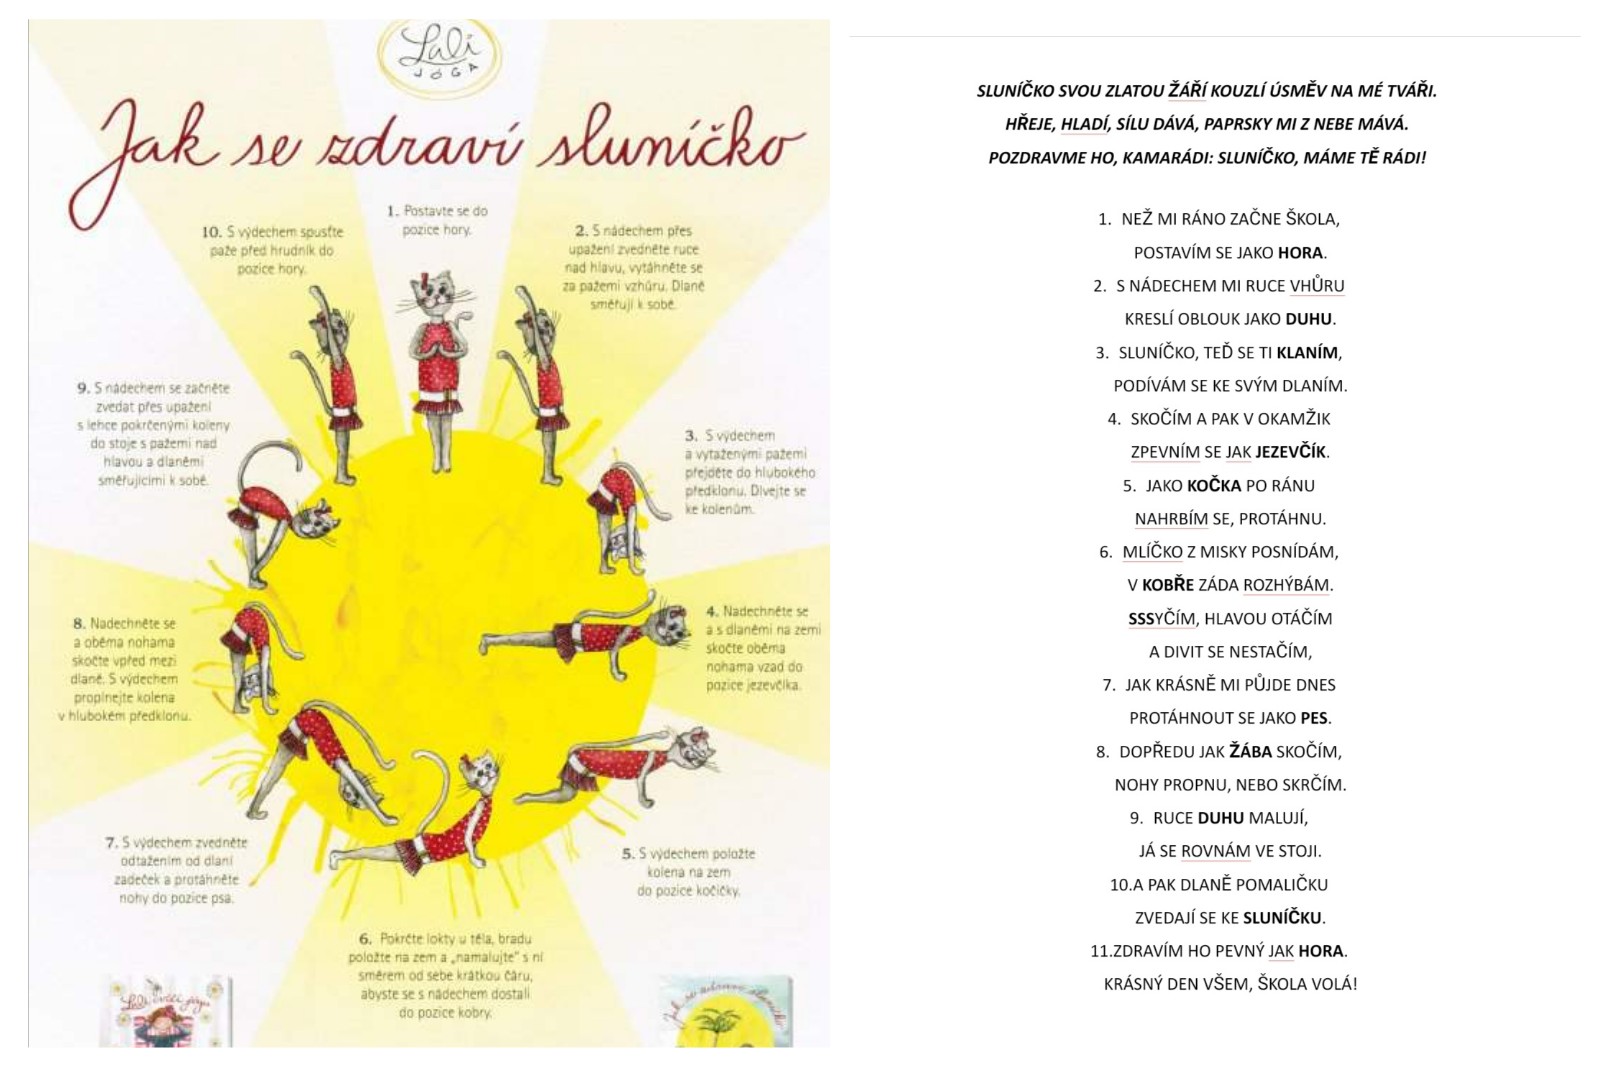 Lali
JÓGA
Jak se zdraví sluníčko
1. Postavte se do
pozice hory.
2. S nádechem přes
upažení zvedněte ruce
nad hlavu, vytáhněte se
za pažemi vzhůru. Dlaně
směřují k sobě.
3. S výdechem
a vytaženými pažemi
přejděte do hlubokého
předklonu. Dívejte se
ke kolenům.
4. Nadechněte se
a s dlaněmi na zemi
skočte oběma
nohama vzad do
pozice jezevčíka.
5. S výdechem položte
kolena na zem
do pozice kočičky.
6. Pokrčte lokty u těla, bradu
položte na zem a „namalujte“ s ní
směrem od sebe krátkou čáru,
abyste se s nádechem dostali
do pozice kobry.
7. S výdechem zvedněte
odtažením od dlaní
zadeček a protáhněte
nohy do pozice psa.
8. Nadechněte se
a oběma nohama
skočte vpřed mezi
dlaně. S výdechem
propínejte kolena
v hlubokém předklonu.
9. S nádechem se začněte
zvedat přes upažení
s lehce pokrčenými koleny
do stoje s pažemi nad
hlavou a dlaněmi
směřujícími k sobě.
10. S výdechem spusťte
paže před hrudník do
pozice hory.
Lali cvičí jógu
Jak se zdraví sluníčko
SLUNÍČKO SVOU ZLATOU ŽÁŘÍ KOUZLÍ ÚSMĚV NA MÉ TVÁŘI.
HŘEJE, HLADÍ, SÍLU DÁVÁ, PAPRSKY MI Z NEBE MÁVÁ.
POZDRAVME HO, KAMARÁDI: SLUNÍČKO, MÁME TĚ RÁDI!
1. NEŽ MI RÁNO ZAČNE ŠKOLA,
POSTAVÍM SE JAKO HORA.
2. S NÁDECHEM MI RUCE VHŮRU
KRESLÍ OBLOUK JAKO DUHU.
3. SLUNÍČKO, TEĎ SE TI KLANÍM,
PODÍVÁM SE KE SVÝM DLANÍM.
4. SKOČÍM A PAK V OKAMŽIK
ZPEVNÍM SE JAK JEZEVČÍK.
5. JAKO KOČKA PO RÁNU
NAHRBÍM SE, PROTÁHNU.
6. MLÍČKO Z MISKY POSNÍDÁM,
V KOBŘE ZÁDA ROZHÝBÁM.
SSSYČÍM, HLAVOU OTÁČÍM
A DIVIT SE NESTAČÍM,
7. JAK KRÁSNĚ MI PŮJDE DNES
PROTÁHNOUT SE JAKO PES.
8. DOPŘEDU JAK ŽÁBA SKOČÍM,
NOHY PROPNU, NEBO SKRČÍM.
9. RUCE DUHU MALUJÍ,
JÁ SE ROVNÁM VE STOJI.
10.A PAK DLANĚ POMALIČKU
ZVEDAJÍ SE KE SLUNÍČKU.
11.ZDRAVÍM HO PEVNÝ JAK HORA.
KRÁSNÝ DEN VŠEM, ŠKOLA VOLÁ!